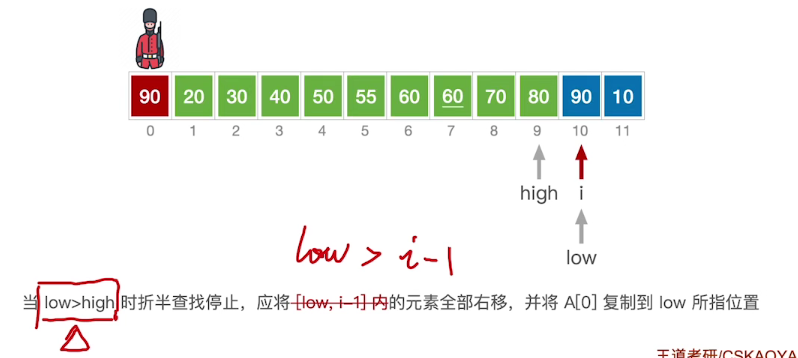 90 20 30 40 50 55 60 60 70 80 90 10
0 1 2 3 4 5 6 7 8 9 10 11
high i
low
low > i-1
当 low>high 时折半查找停止，应将 [low, i-1] 内的元素全部右移，并将 A[0] 复制到 low 所指位置
王道考研/CSKAOYA